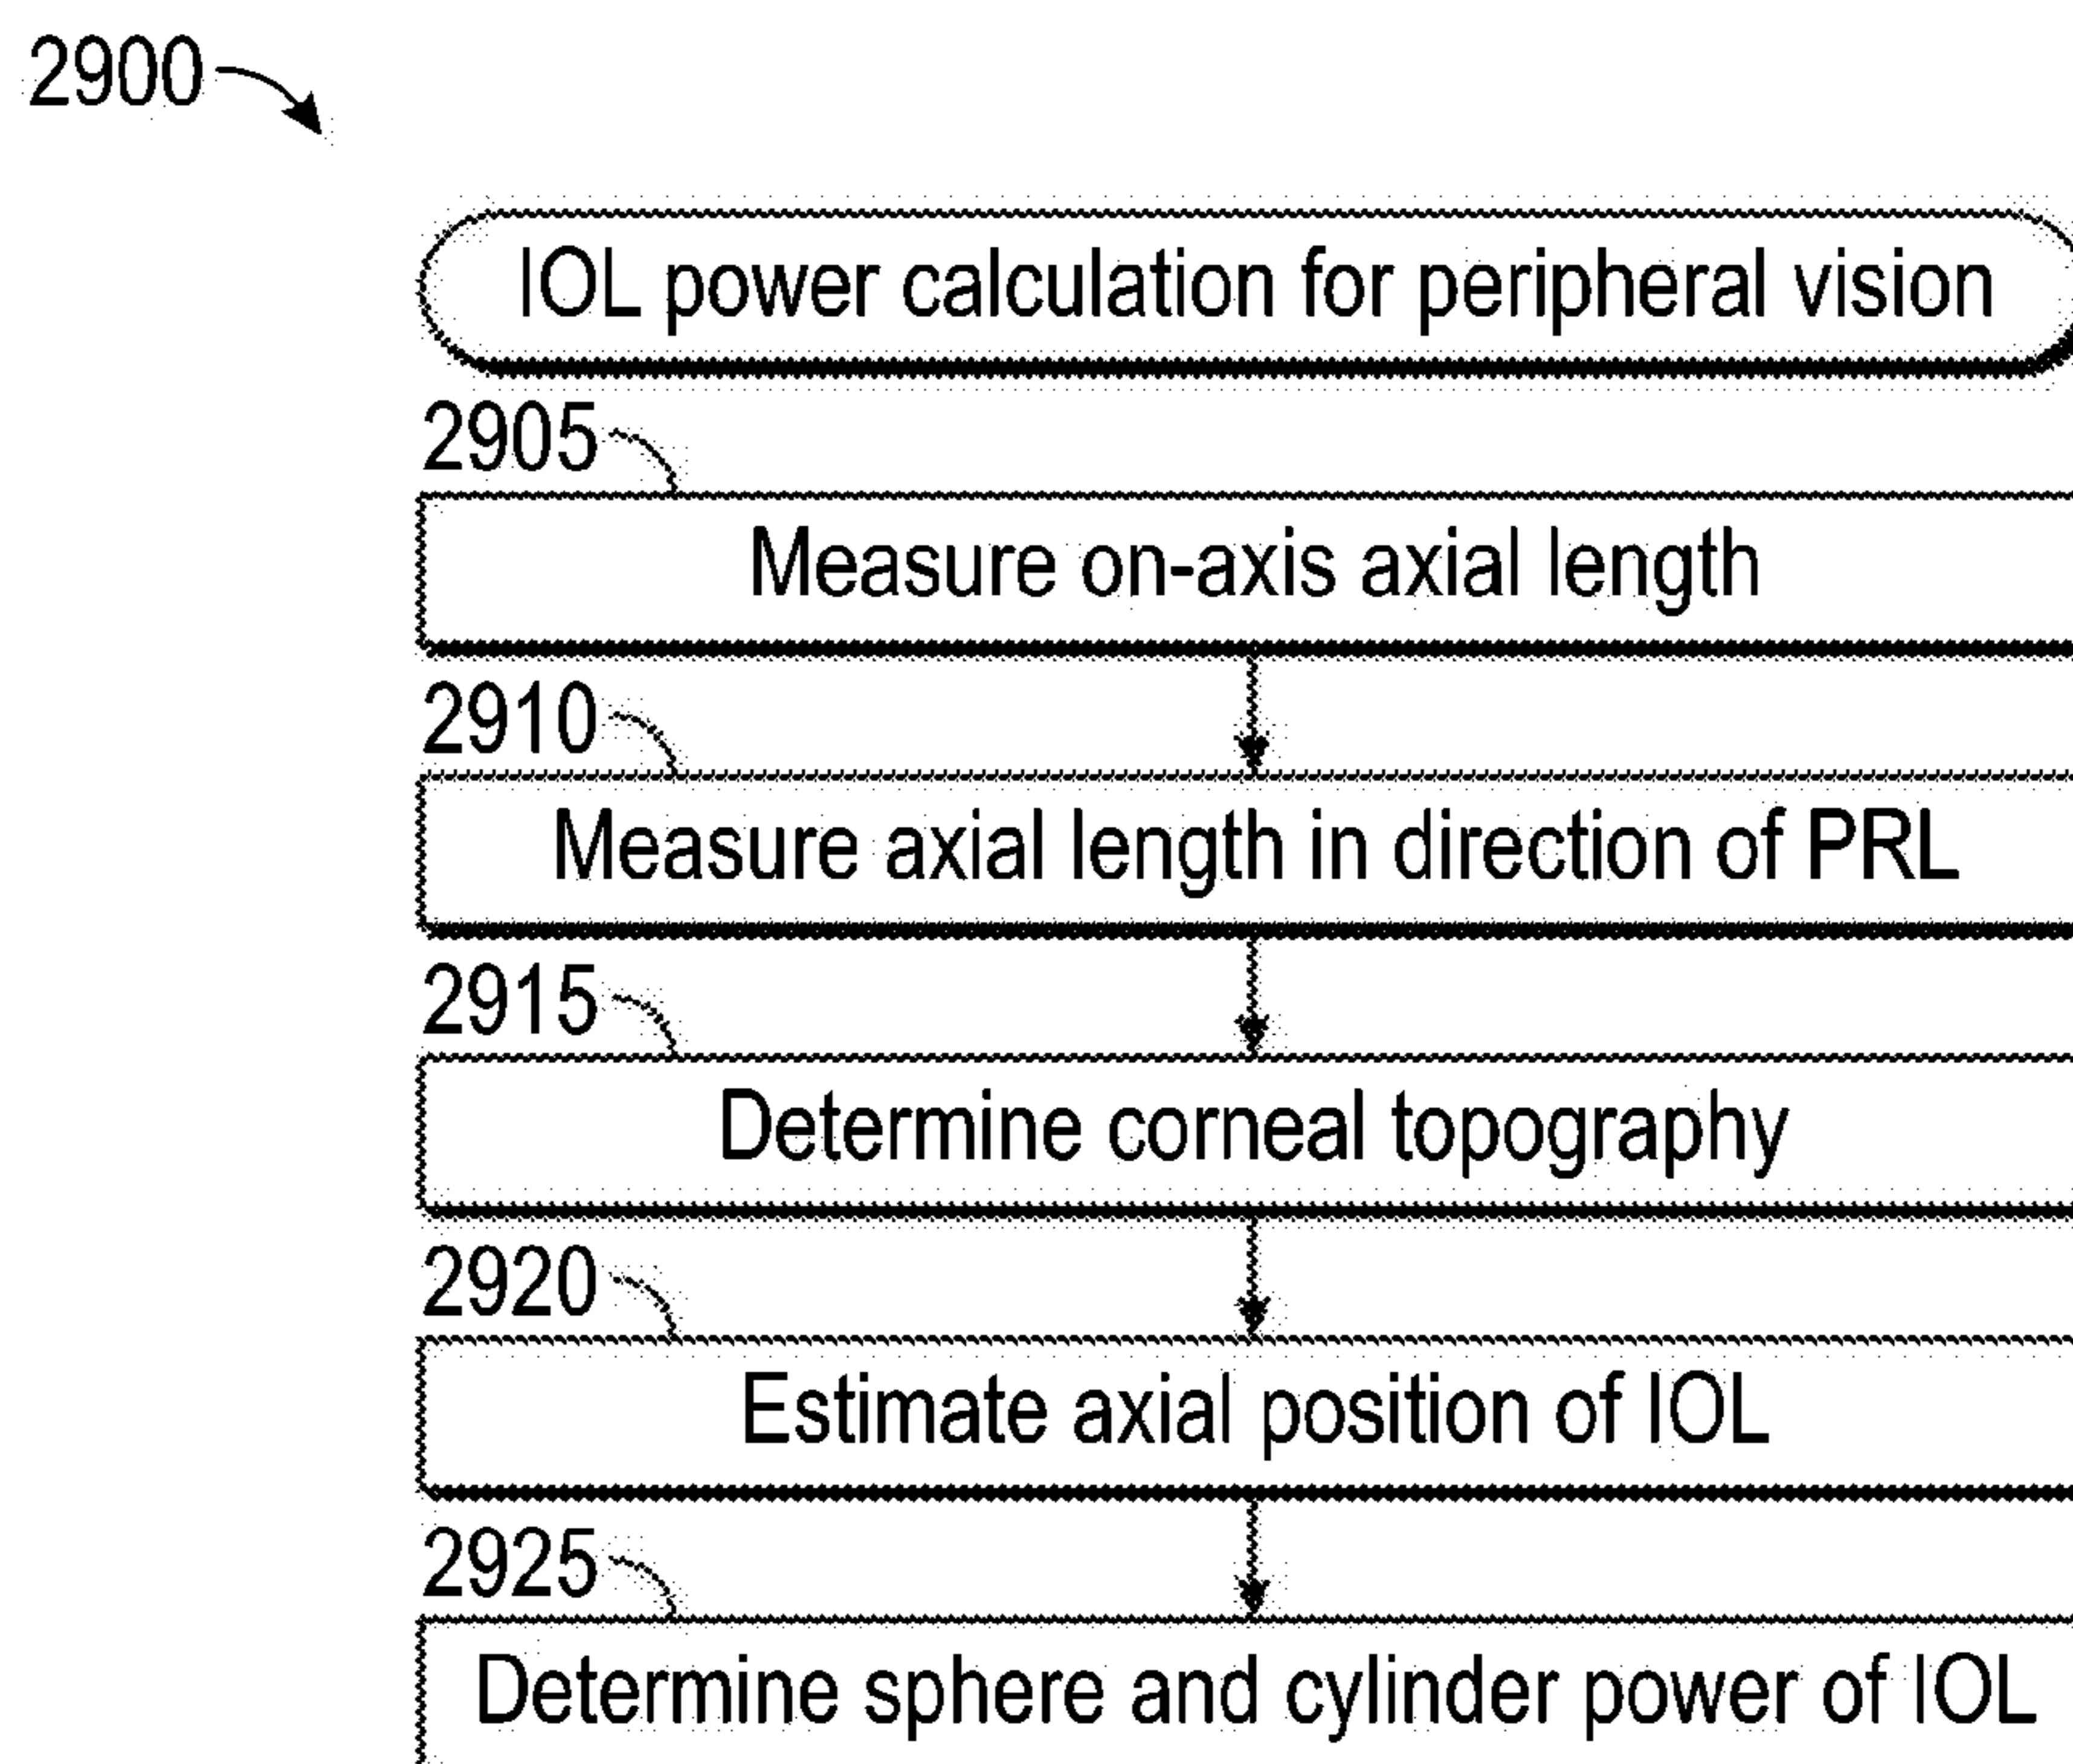 2900
IOL power calculation for peripheral vision
2905
Measure on-axis axial length
2910
Measure axial length in direction of PRL
2915
Determine corneal topography
2920
Estimate axial position of IOL
2925
Determine sphere and cylinder power of IOL